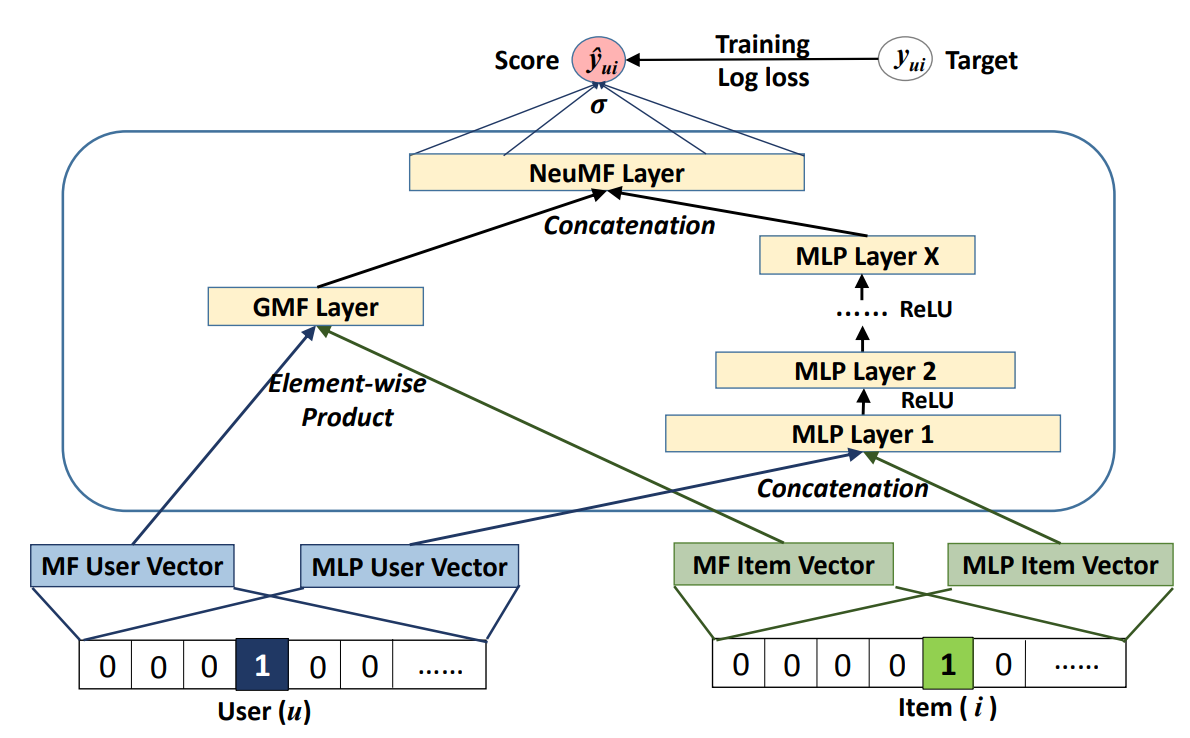 Score
ŷui
Training
Log loss
yui
Target
σ
NeuMF Layer
Concatenation
MLP Layer X
GMF Layer
...... ReLU
Element-wise
Product
MLP Layer 2
ReLU
MLP Layer 1
Concatenation
MF User Vector
MLP User Vector
MF Item Vector
MLP Item Vector
0 0 0 1 0 0 ......
0 0 0 0 1 0 ......
User (u)
Item ( i )